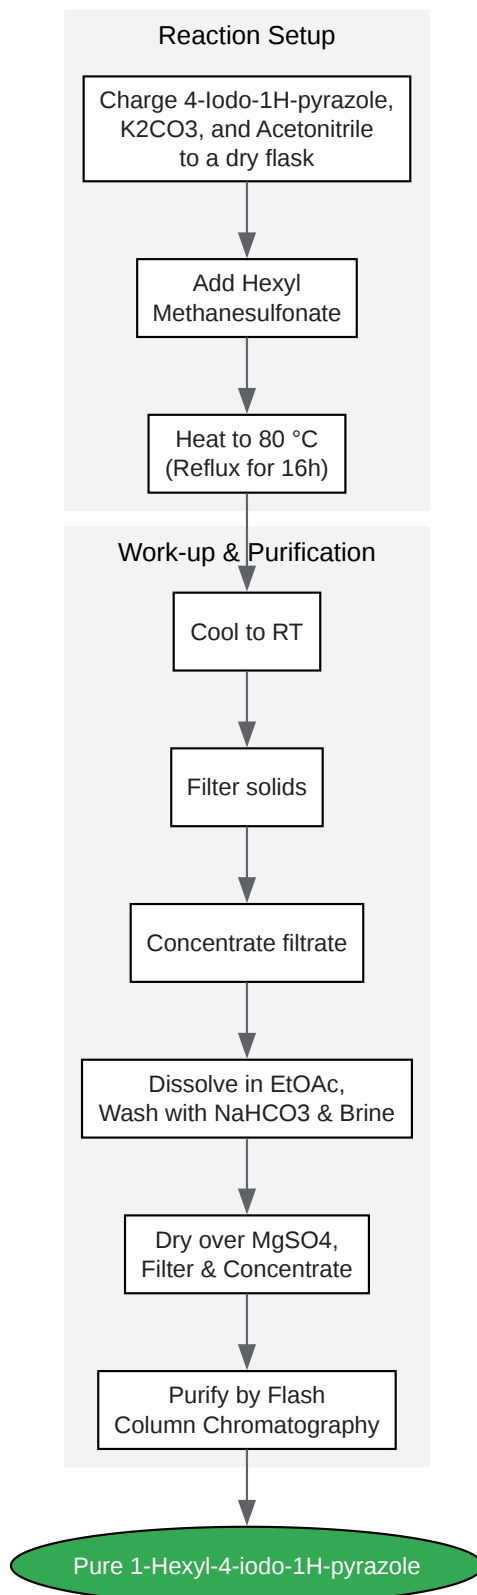 Reaction Setup
Charge 4-Iodo-1H-pyrazole,
K2CO3, and Acetonitrile
to a dry flask
Add Hexyl
Methanesulfonate
Heat to 80 °C
(Reflux for 16h)
Work-up & Purification
Cool to RT
Filter solids
Concentrate filtrate
Dissolve in EtOAc,
Wash with NaHCO3 & Brine
Dry over MgSO4,
Filter & Concentrate
Purify by Flash
Column Chromatography
Pure 1-Hexyl-4-iodo-1H-pyrazole